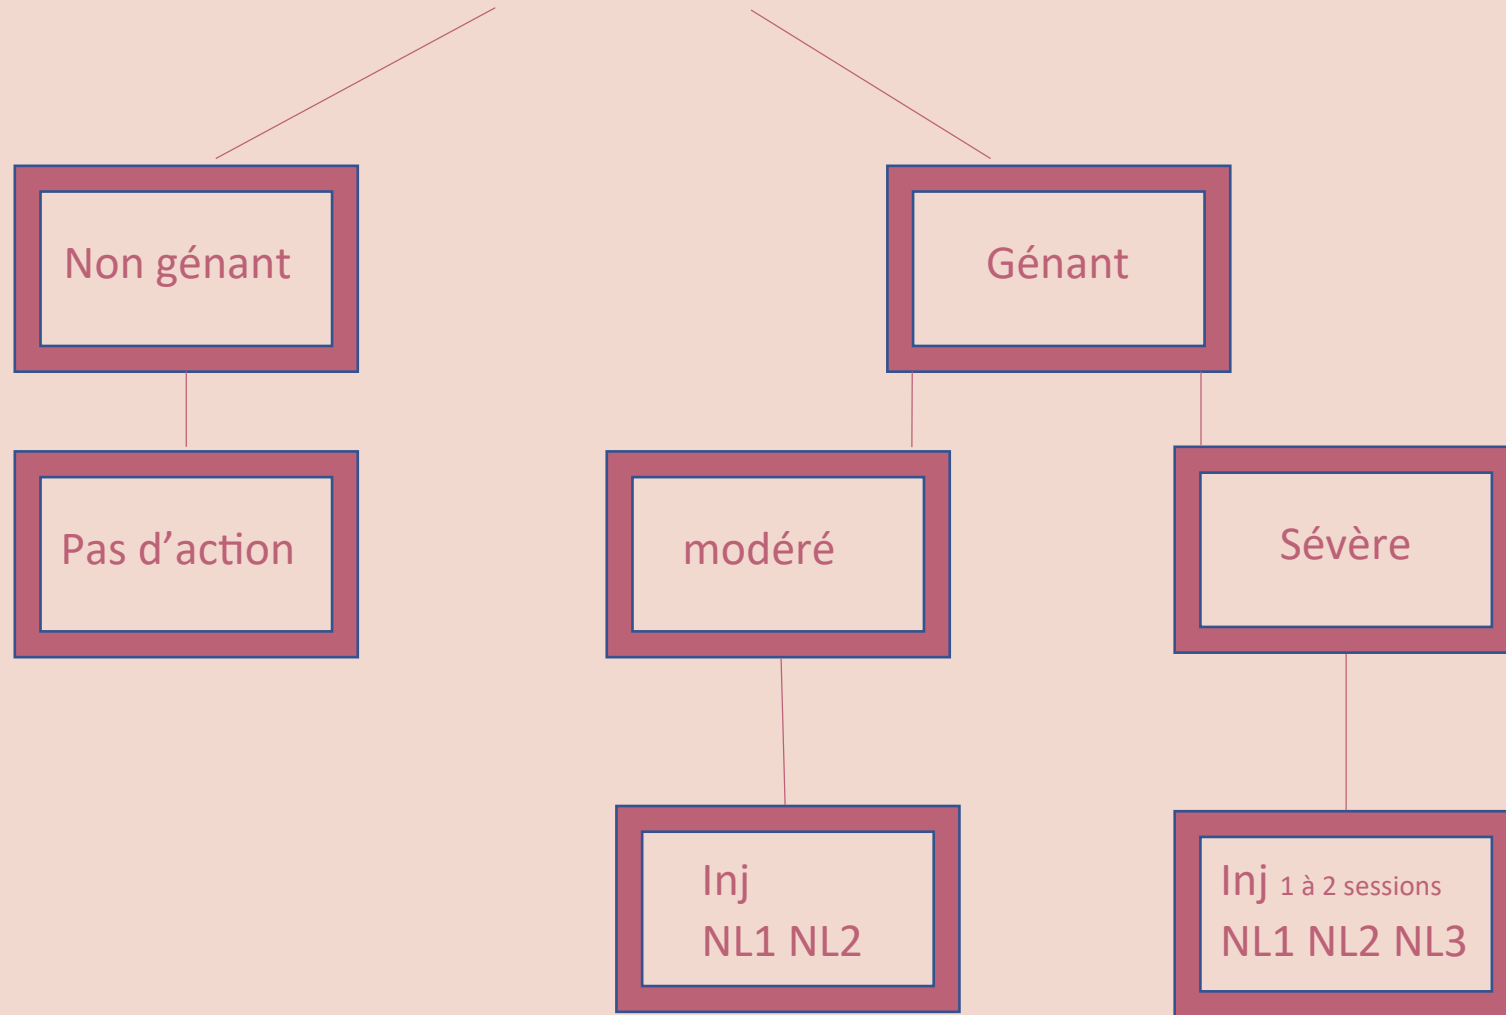 Non génant
Génant
Pas d’action
modéré
Sévère
Inj
NL1 NL2
Inj 1 à 2 sessions
NL1 NL2 NL3